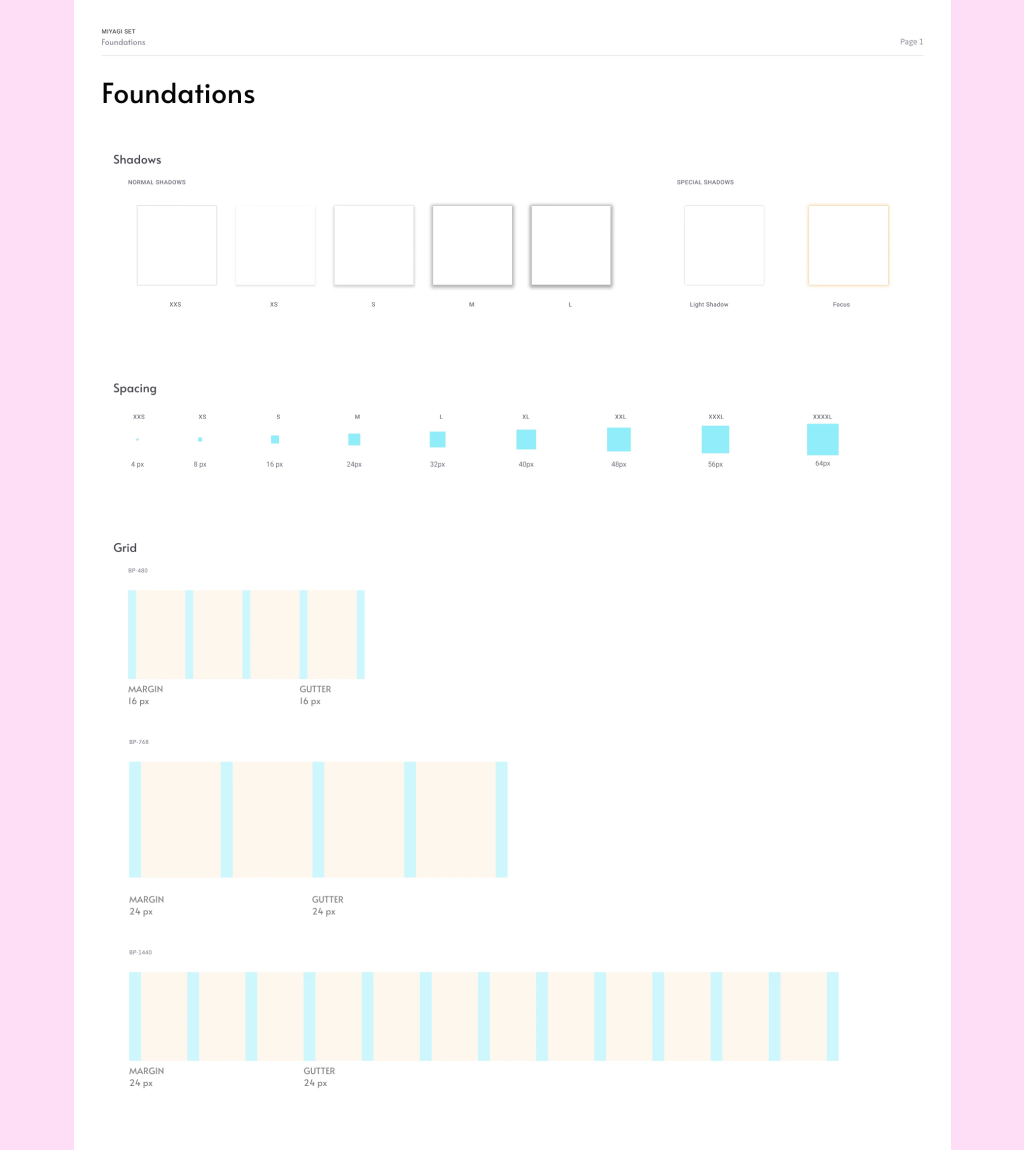 MIYAGI SET
Foundations
Page 1
Foundations
Shadows
NORMAL SHADOWS
SPECIAL SHADOWS
XXS
XS
S
M
L
Light Shadow
Focus
Spacing
XXS
XS
S
M
L
XL
XXL
XXXL
XXXXL
4 px
8 px
16 px
24px
32px
40px
48px
56px
64px
Grid
BP-480
MARGIN
16 px
GUTTER
16 px
BP-768
MARGIN
24 px
GUTTER
24 px
BP-1440
MARGIN
24 px
GUTTER
24 px